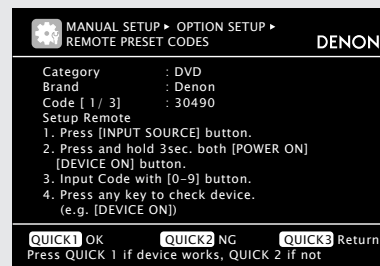 MANUAL SETUP▸ OPTION SETUP▸
REMOTE PRESET CODES
DENON
Category : DVD
Brand : Denon
Code [ 1/ 3] : 30490
Setup Remote
1. Press [INPUT SOURCE] button.
2. Press and hold 3sec. both [POWER ON]
[DEVICE ON] button.
3. Input Code with [0–9] button.
4. Press any key to check device.
(e.g. [DEVICE ON])
QUICK1 OK QUICK2 NG QUICK3 Return
Press QUICK 1 if device works, QUICK 2 if not